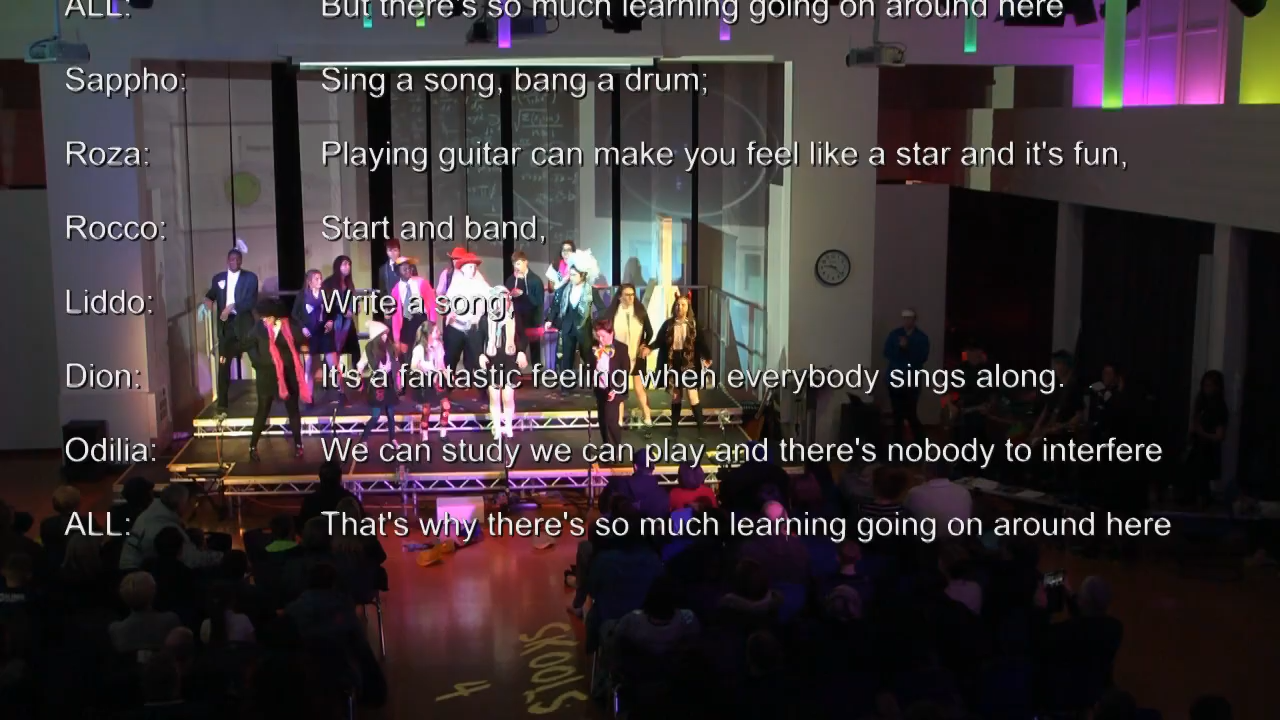 ALL: But there's so much learning going on around here
Sappho: Sing a song, bang a drum;
Roza: Playing guitar can make you feel like a star and it's fun,
Rocco: Start and band,
Liddo: Write a song;
Dion: It's a fantastic feeling when everybody sings along.
Odilia: We can study we can play and there's nobody to interfere
ALL: That's why there's so much learning going on around here
SKOOLS
4